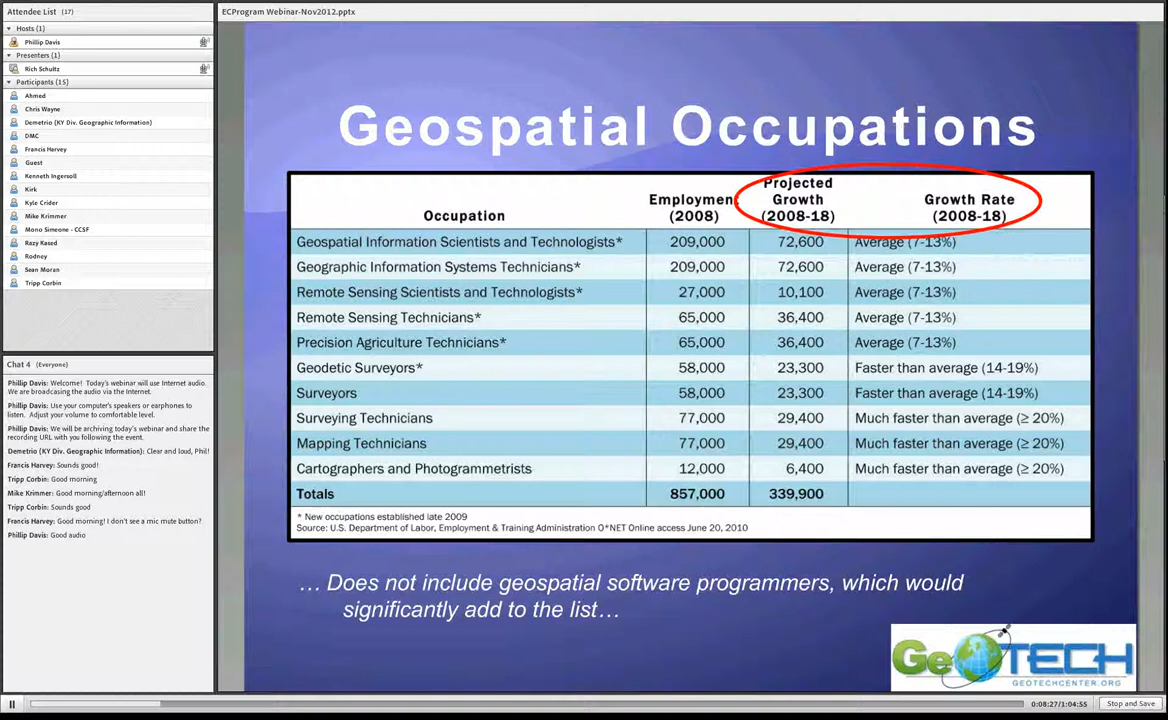 Attendee List (17)
Hosts (1)
Phillip Davis
Presenters (1)
Rich Schultz
Participants (15)
Ahmed
Chris Wayne
Demetrio (KY Div. Geographic Information)
DMC
Francis Harvey
Guest
Kenneth Ingersoll
Kirk
Kyle Crider
Mike Krimmer
Mono Simeone - CCSF
Razy Kased
Rodney
Sean Moran
Tripp Corbin
Chat 4 (Everyone)
Phillip Davis: Welcome! Today's webinar will use Internet audio.
We are broadcasting the audio via the Internet.
Phillip Davis: Use your computer's speakers or earphones to
listen. Adjust your volume to comfortable level.
Phillip Davis: We will be archiving today's webinar and share the
recording URL with you following the event.
Demetrio (KY Div. Geographic Information): Clear and loud, Phil!
Francis Harvey: Sounds good!
Tripp Corbin: Good morning
Mike Krimmer: Good morning/afternoon all!
Tripp Corbin: Sounds good
Francis Harvey: Good morning! I don't see a mic mute button?
Phillip Davis: Good audio
ECProgram Webinar-Nov2012.pptx
Geospatial Occupations
Occupation Employmen (2008) Projected Growth (2008-18) Growth Rate (2008-18)
Geospatial Information Scientists and Technologists* 209,000 72,600 Average (7-13%)
Geographic Information Systems Technicians* 209,000 72,600 Average (7-13%)
Remote Sensing Scientists and Technologists* 27,000 10,100 Average (7-13%)
Remote Sensing Technicians* 65,000 36,400 Average (7-13%)
Precision Agriculture Technicians* 65,000 36,400 Average (7-13%)
Geodetic Surveyors* 58,000 23,300 Faster than average (14-19%)
Surveyors 58,000 23,300 Faster than average (14-19%)
Surveying Technicians 77,000 29,400 Much faster than average (≥ 20%)
Mapping Technicians 77,000 29,400 Much faster than average (≥ 20%)
Cartographers and Photogrammetrists 12,000 6,400 Much faster than average (≥ 20%)
Totals 857,000 339,900
* New occupations established late 2009
Source: U.S. Department of Labor, Employment & Training Administration O*NET Online access June 20, 2010
… Does not include geospatial software programmers, which would
significantly add to the list…
GeoTECH
GEOTECHCENTER.ORG
0:08:27/1:04:55
Stop and Save